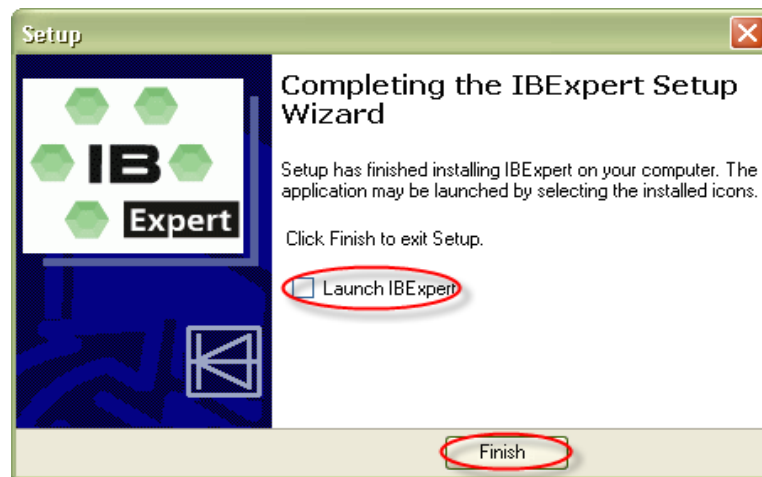 Setup
Completing the IBExpert Setup
Wizard
IB
Expert
Setup has finished installing IBExpert on your computer. The
application may be launched by selecting the installed icons.
Click Finish to exit Setup.
Launch IBExpert
Finish